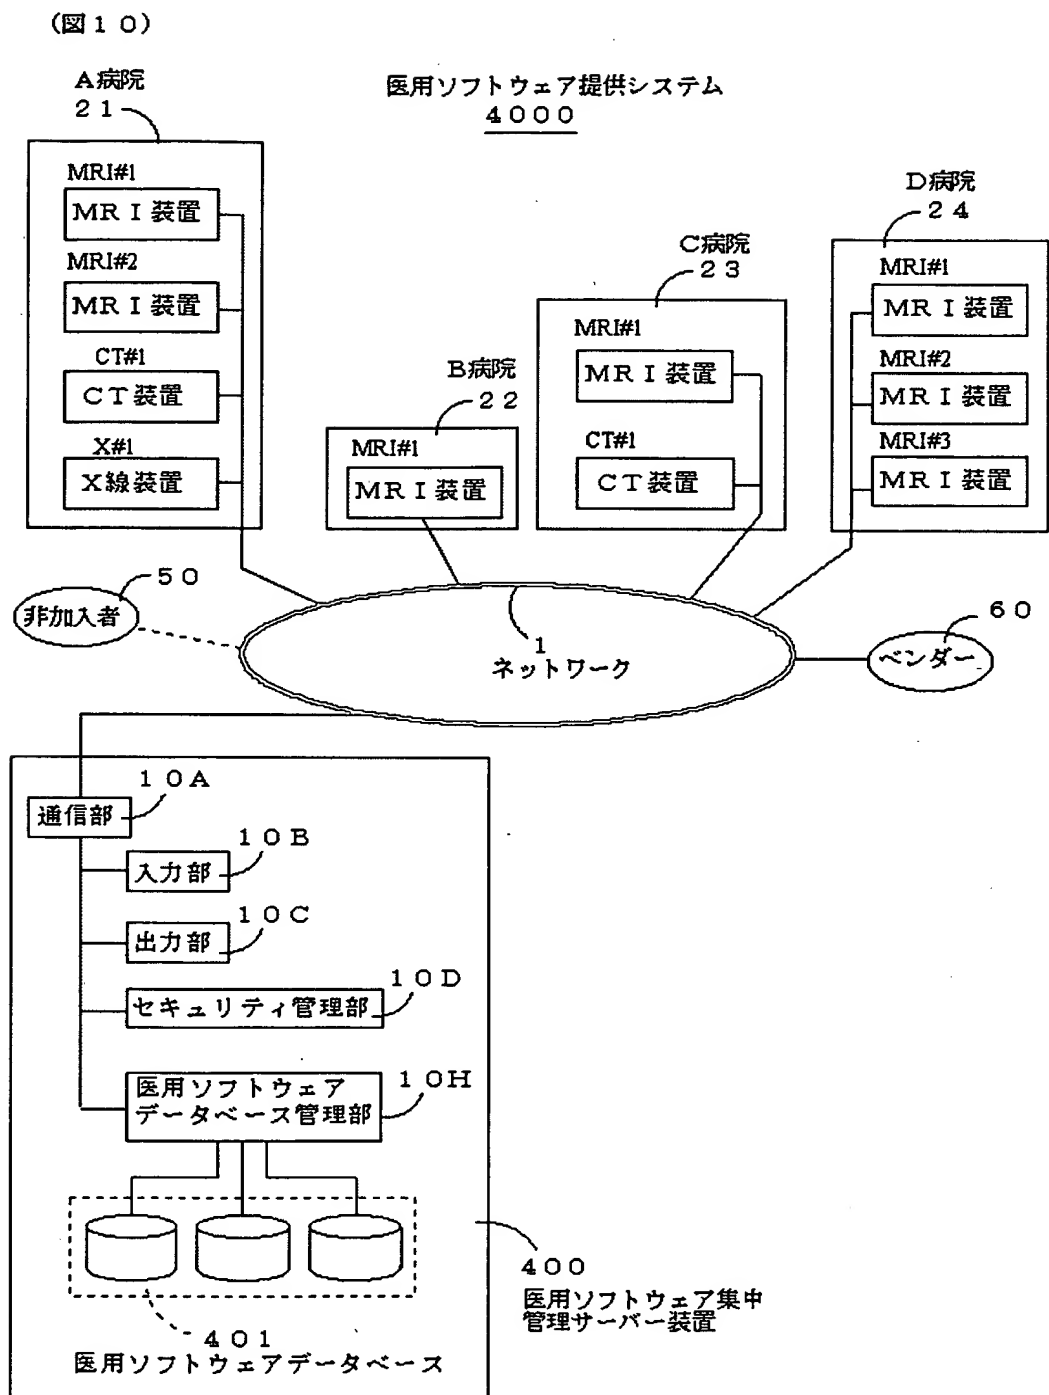 (図１０)
医用ソフトウェア提供システム
４０００
Ａ病院
２１
MRI#1
ＭＲＩ装置
MRI#2
ＭＲＩ装置
CT#1
ＣＴ装置
X#1
Ｘ線装置
Ｂ病院
２２
MRI#1
ＭＲＩ装置
Ｃ病院
２３
MRI#1
ＭＲＩ装置
CT#1
ＣＴ装置
Ｄ病院
２４
MRI#1
ＭＲＩ装置
MRI#2
ＭＲＩ装置
MRI#3
ＭＲＩ装置
５０
非加入者
１
ネットワーク
６０
ベンダー
１０Ａ
通信部
１０Ｂ
入力部
１０Ｃ
出力部
１０Ｄ
セキュリティ管理部
１０Ｈ
医用ソフトウェア
データベース管理部
４００
医用ソフトウェア集中
管理サーバー装置
４０１
医用ソフトウェアデータベース